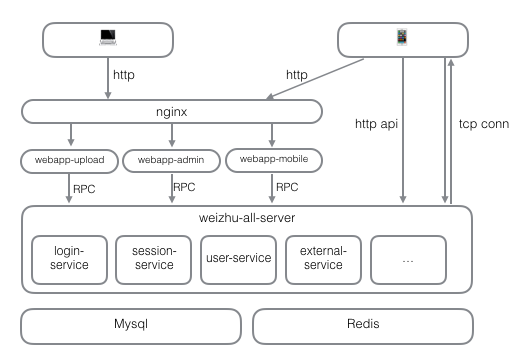 http
http
nginx
http api
tcp conn
webapp-upload
webapp-admin
webapp-mobile
RPC
RPC
RPC
weizhu-all-server
login-
service
session-
service
user-service
external-
service
...
Mysql
Redis